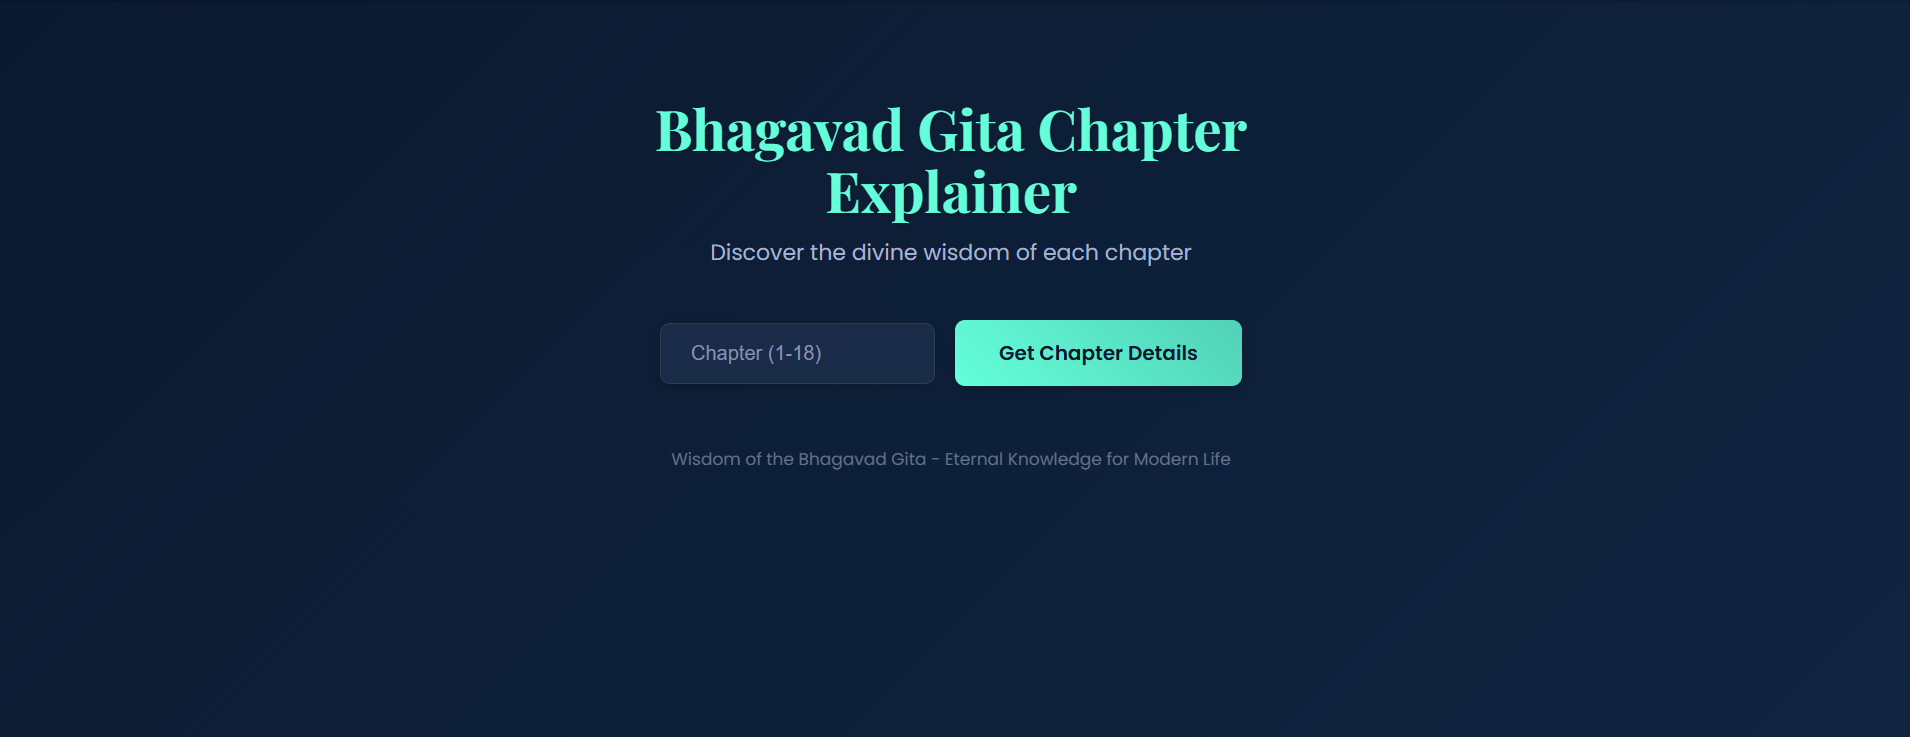 Bhagavad Gita Chapter
Explainer
Discover the divine wisdom of each chapter
Chapter (1-18)
Get Chapter Details
Wisdom of the Bhagavad Gita - Eternal Knowledge for Modern Life